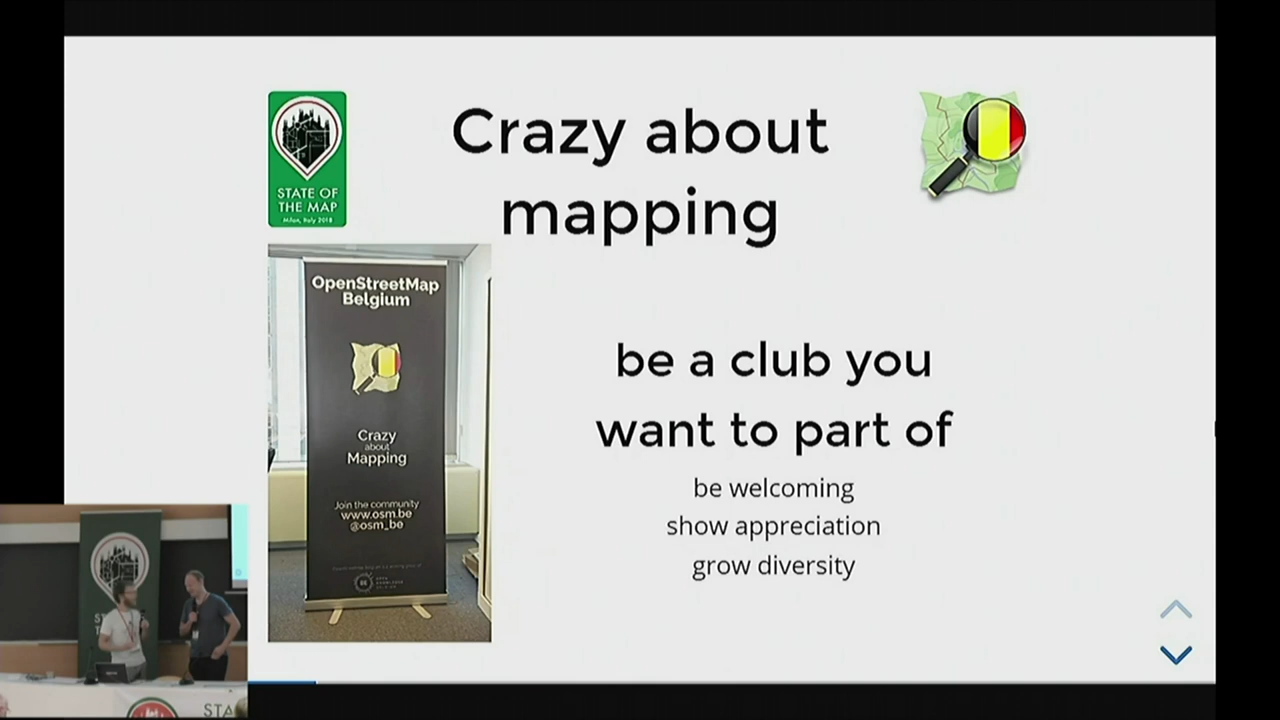 STATE OF
THE MAP
Milan, Italy 2018
Crazy about
mapping
OpenStreetMap
Belgium
Crazy
about
Mapping
Join the community
www.osm.be
@osm_be
be a club you
want to part of
be welcoming
show appreciation
grow diversity
STA